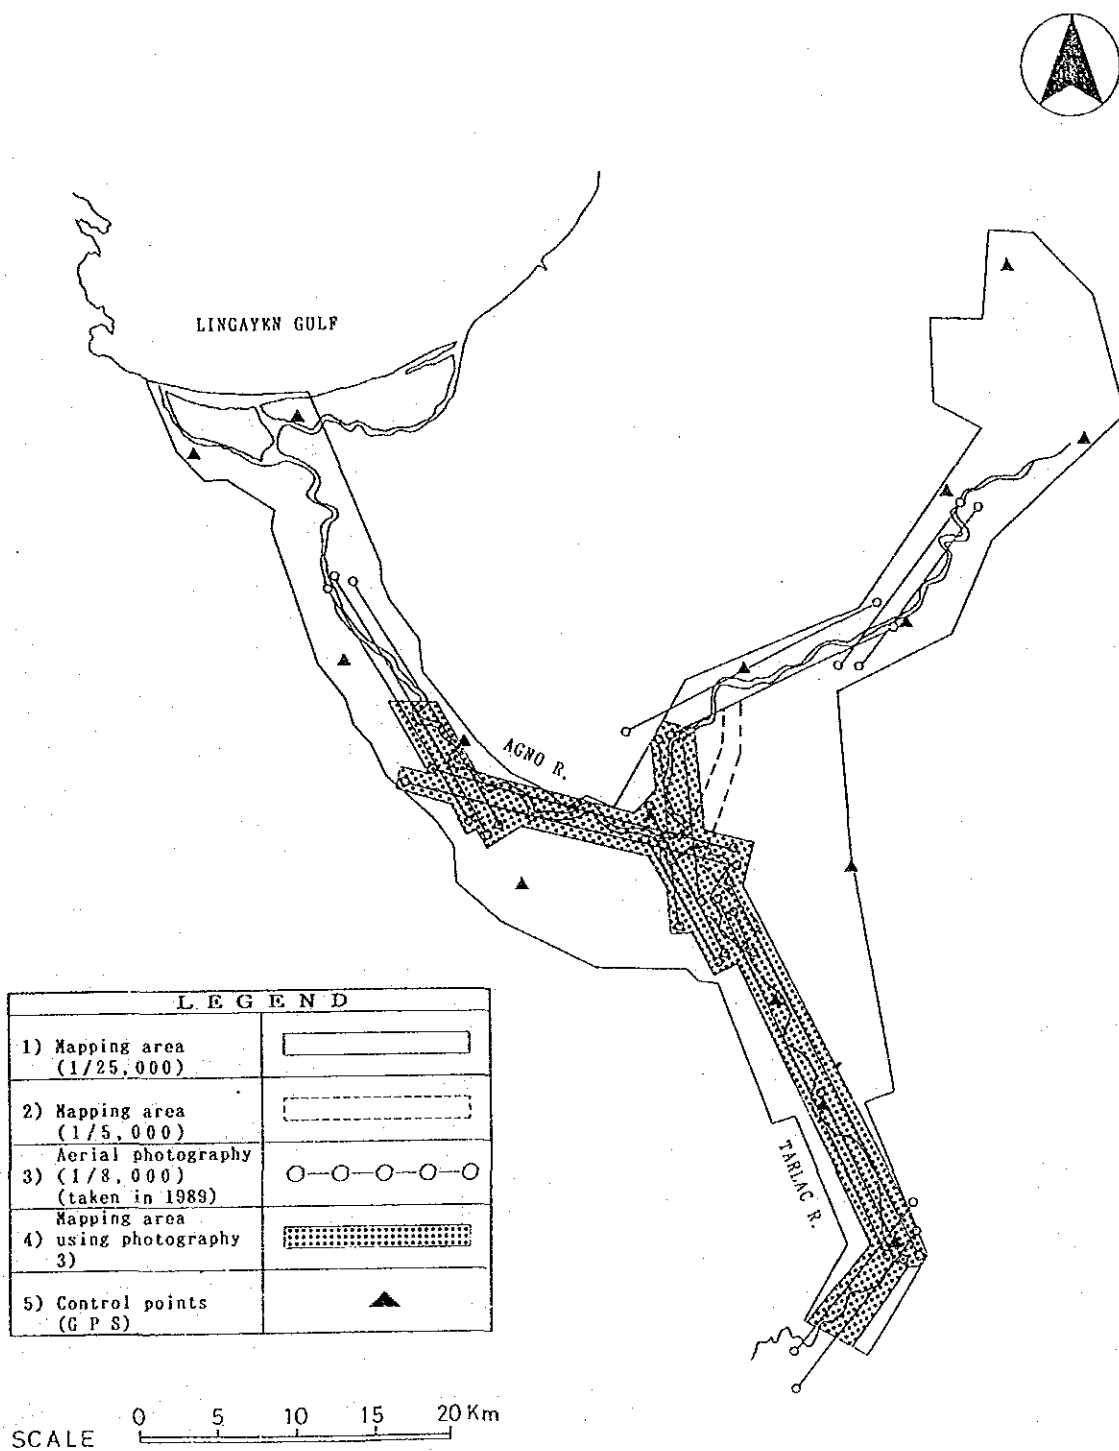 LINGAYEN GULF
AGNO R.
TARLAC R.
LEGEND
1) Mapping area
(1/25,000)
2) Mapping area
(1/5,000)
Aerial photography
3) (1/8,000)
(taken in 1989)
Mapping area
4) using photography
3)
5) Control points
(G P S)
SCALE
0 5 10 15 20 Km